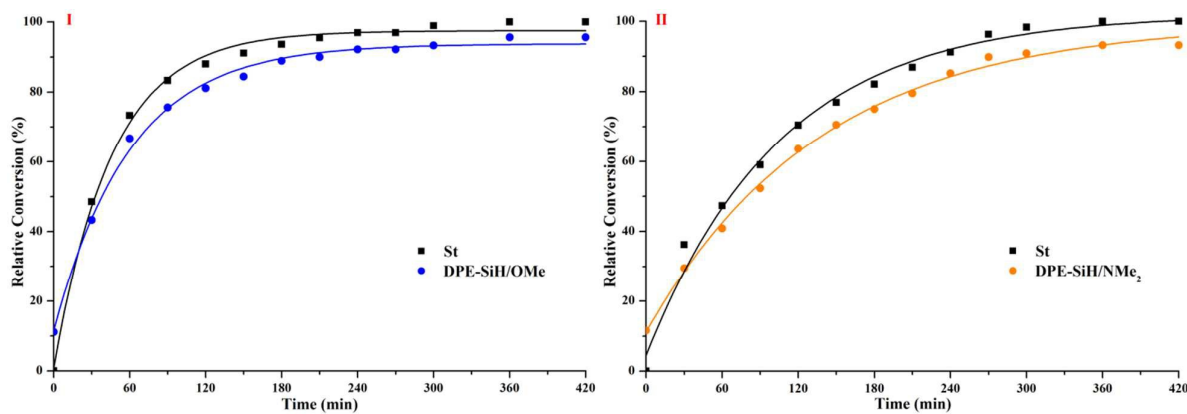 I
Relative Conversion (%)
100
80
60
40
20
0
St
DPE-SiH/OMe
0 60 120 180 240 300 360 420
Time (min)
II
Relative Conversion (%)
100
80
60
40
20
0
St
DPE-SiH/NMe₂
0 60 120 180 240 300 360 420
Time (min)